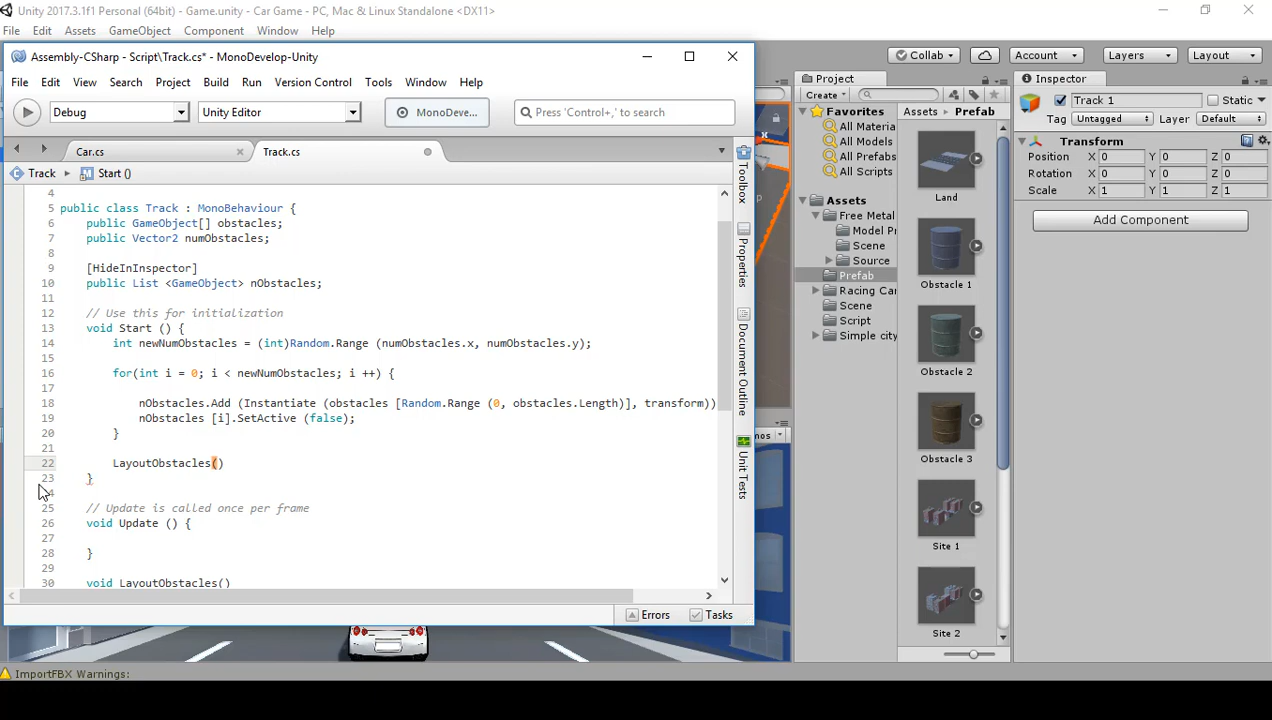 Unity 2017.3.1f1 Personal (64bit) - Game.unity - Car Game - PC, Mac & Linux Standalone <DX11>
File Edit Assets GameObject Component Window Help
Assembly-CSharp - Script\Track.cs* - MonoDevelop-Unity
File Edit View Search Project Build Run Version Control Tools Window Help
Debug Unity Editor MonoDeve... Press 'Control+,' to search
Car.cs Track.cs
Track Start ()
4
5 public class Track : MonoBehaviour {
6 public GameObject[] obstacles;
7 public Vector2 numObstacles;
8
9 [HideInInspector]
10 public List <GameObject> nObstacles;
11
12 // Use this for initialization
13 void Start () {
14 int newNumObstacles = (int)Random.Range (numObstacles.x, numObstacles.y);
15
16 for(int i = 0; i < newNumObstacles; i ++) {
17
18 nObstacles.Add (Instantiate (obstacles [Random.Range (0, obstacles.Length)], transform))
19 nObstacles [i].SetActive (false);
20 }
21
22 LayoutObstacles()
23 }
25 // Update is called once per frame
26 void Update () {
27
28 }
29
30 void LayoutObstacles()
Errors Tasks
Toolbox
Properties
Document Outline
Unit Tests
Collab Account Layers Layout
Project
Create
Favorites
All Materia
All Models
All Prefabs
All Scripts
Assets
Free Metal
Model Pr
Scene
Source
Prefab
Racing Ca
Scene
Script
Simple city
Assets Prefab
Land
Obstacle 1
Obstacle 2
Obstacle 3
Site 1
Site 2
Inspector
Track 1 Static
Tag Untagged Layer Default
Transform
Position X 0 Y 0 Z 0
Rotation X 0 Y 0 Z 0
Scale X 1 Y 1 Z 1
Add Component
ImportFBX Warnings: